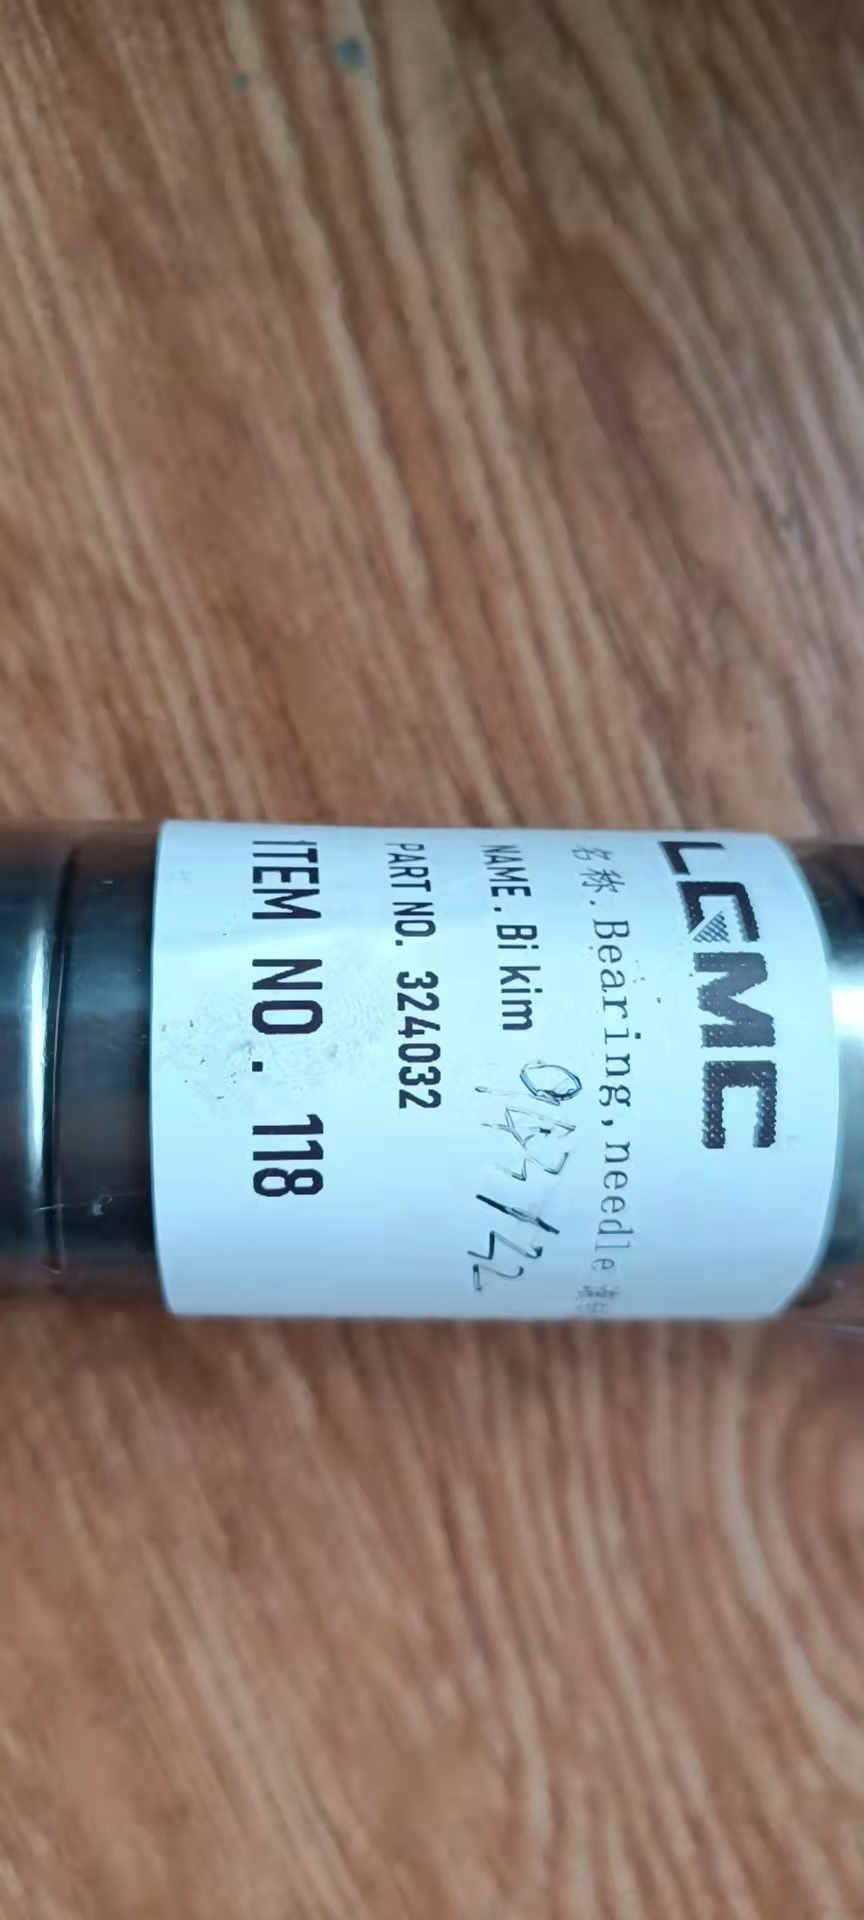 LGMC
名称.Bearing,needle
NAME. Bi kim
PART NO. 324032
ITEM NO. 118